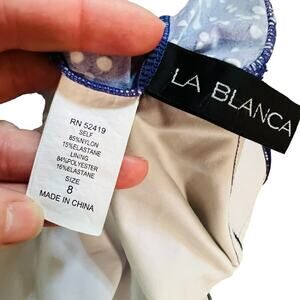 LA BLANCA
RN 52419
SELF
85%NYLON
15%ELASTANE
LINING
84%POLYESTER
16%ELASTANE
SIZE
8
MADE IN CHINA